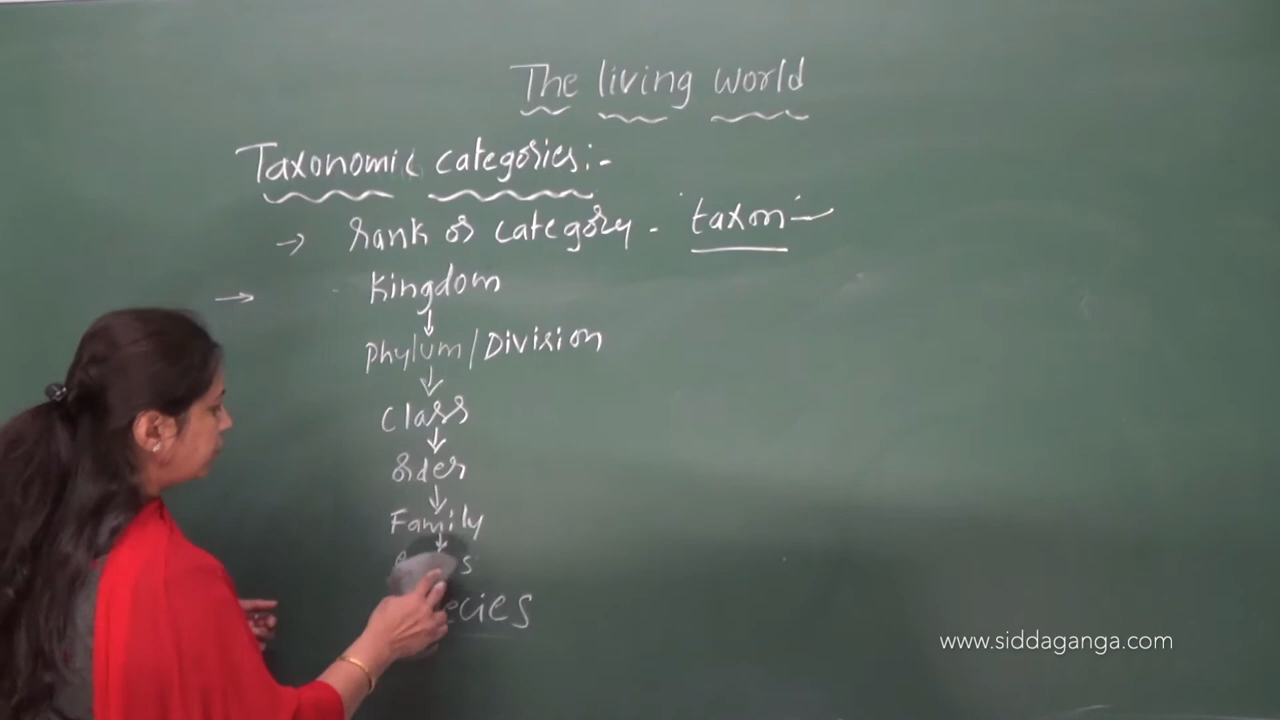 The living world
Taxonomic categories:-
→ Rank or category - taxon -
→ Kingdom
↓
Phylum / Division
↓
Class
↓
Order
↓
Family
↓
www.siddaganga.com